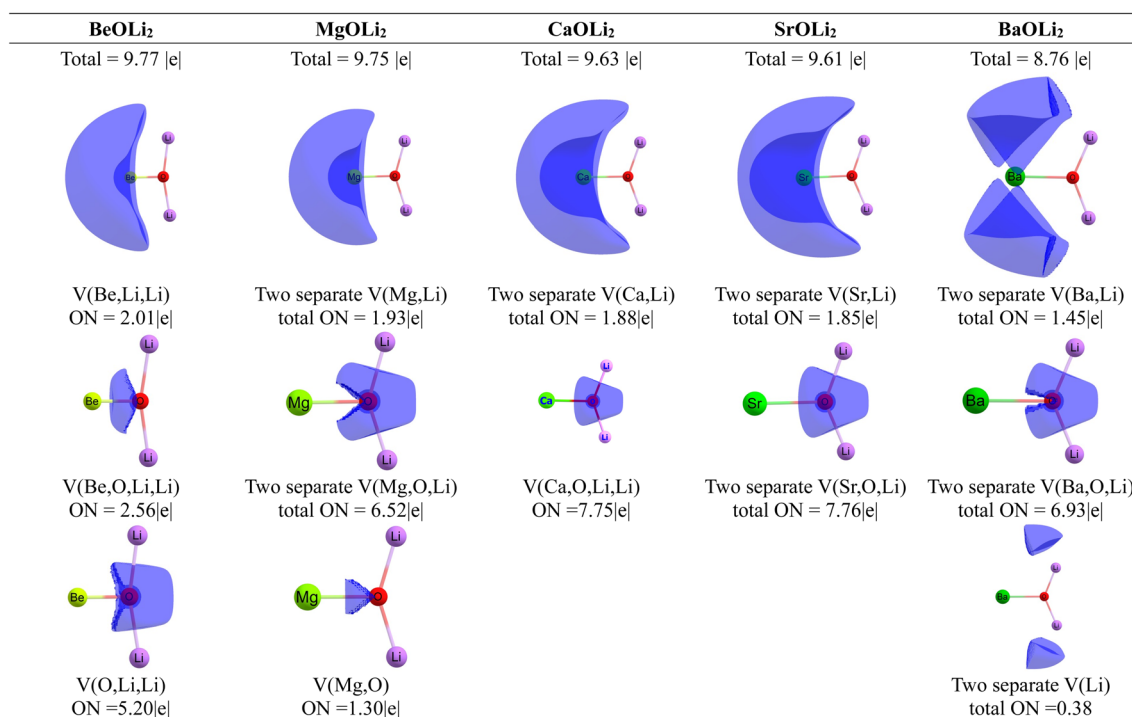 BeOLi₂ MgOLi₂ CaOLi₂ SrOLi₂ BaOLi₂
Total = 9.77 |e| Total = 9.75 |e| Total = 9.63 |e| Total = 9.61 |e| Total = 8.76 |e|
Li Li Li Li Li
Be O Mg O Ca O Sr O Ba O
Li Li Li Li Li
V(Be,Li,Li) Two separate V(Mg,Li) Two separate V(Ca,Li) Two separate V(Sr,Li) Two separate V(Ba,Li)
ON = 2.01|e| total ON = 1.93|e| total ON = 1.88|e| total ON = 1.85|e| total ON = 1.45|e|
Li Li Li Li Li
Be O Mg O Ca Sr O Ba
Li Li Li Li Li
V(Be,O,Li,Li) Two separate V(Mg,O,Li) V(Ca,O,Li,Li) Two separate V(Sr,O,Li) Two separate V(Ba,O,Li)
ON = 2.56|e| total ON = 6.52|e| ON =7.75|e| total ON = 7.76|e| total ON = 6.93|e|
Li Li Li
Be O Mg O Ba O
Li Li Li
V(O,Li,Li) V(Mg,O) Two separate V(Li)
ON =5.20|e| ON =1.30|e| total ON =0.38